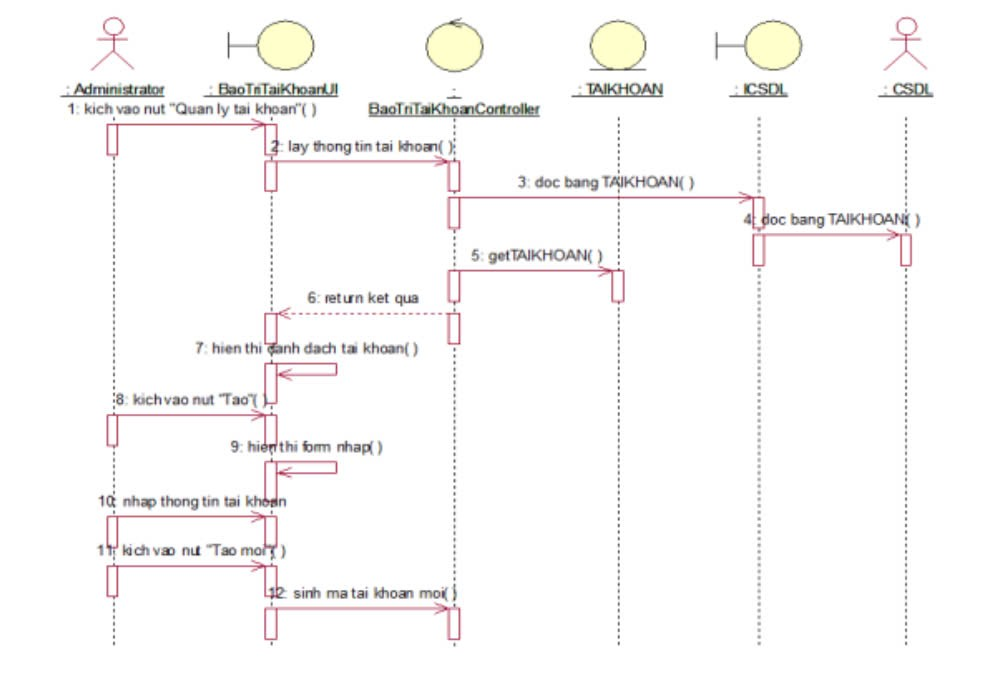 : Administrator
: BaoTriTaiKhoanUI
:
BaoTriTaiKhoanController
: TAIKHOAN
: ICSDL
: CSDL
1: kich vao nut "Quan ly tai khoan"( )
2: lay thong tin tai khoan( )
3: doc bang TAIKHOAN( )
4: doc bang TAIKHOAN( )
5: getTAIKHOAN( )
6: return ket qua
7: hien thi danh dach tai khoan( )
8: kich vao nut "Tao"( )
9: hien thi form nhap( )
10: nhap thong tin tai khoan
11: kich vao nut "Tao moi"( )
12: sinh ma tai khoan moi( )